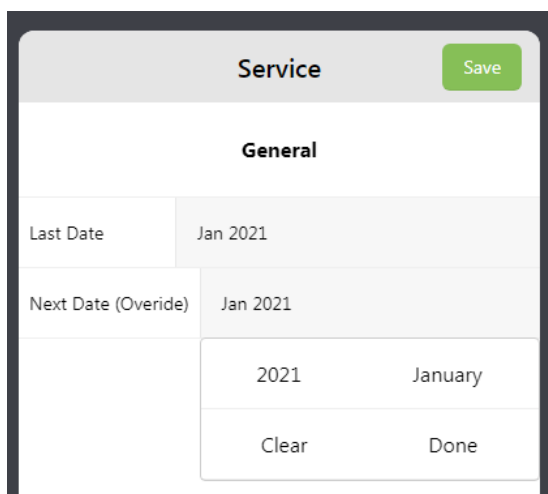 Service Save
General
Last Date Jan 2021
Next Date (Overide) Jan 2021
2021 January
Clear Done